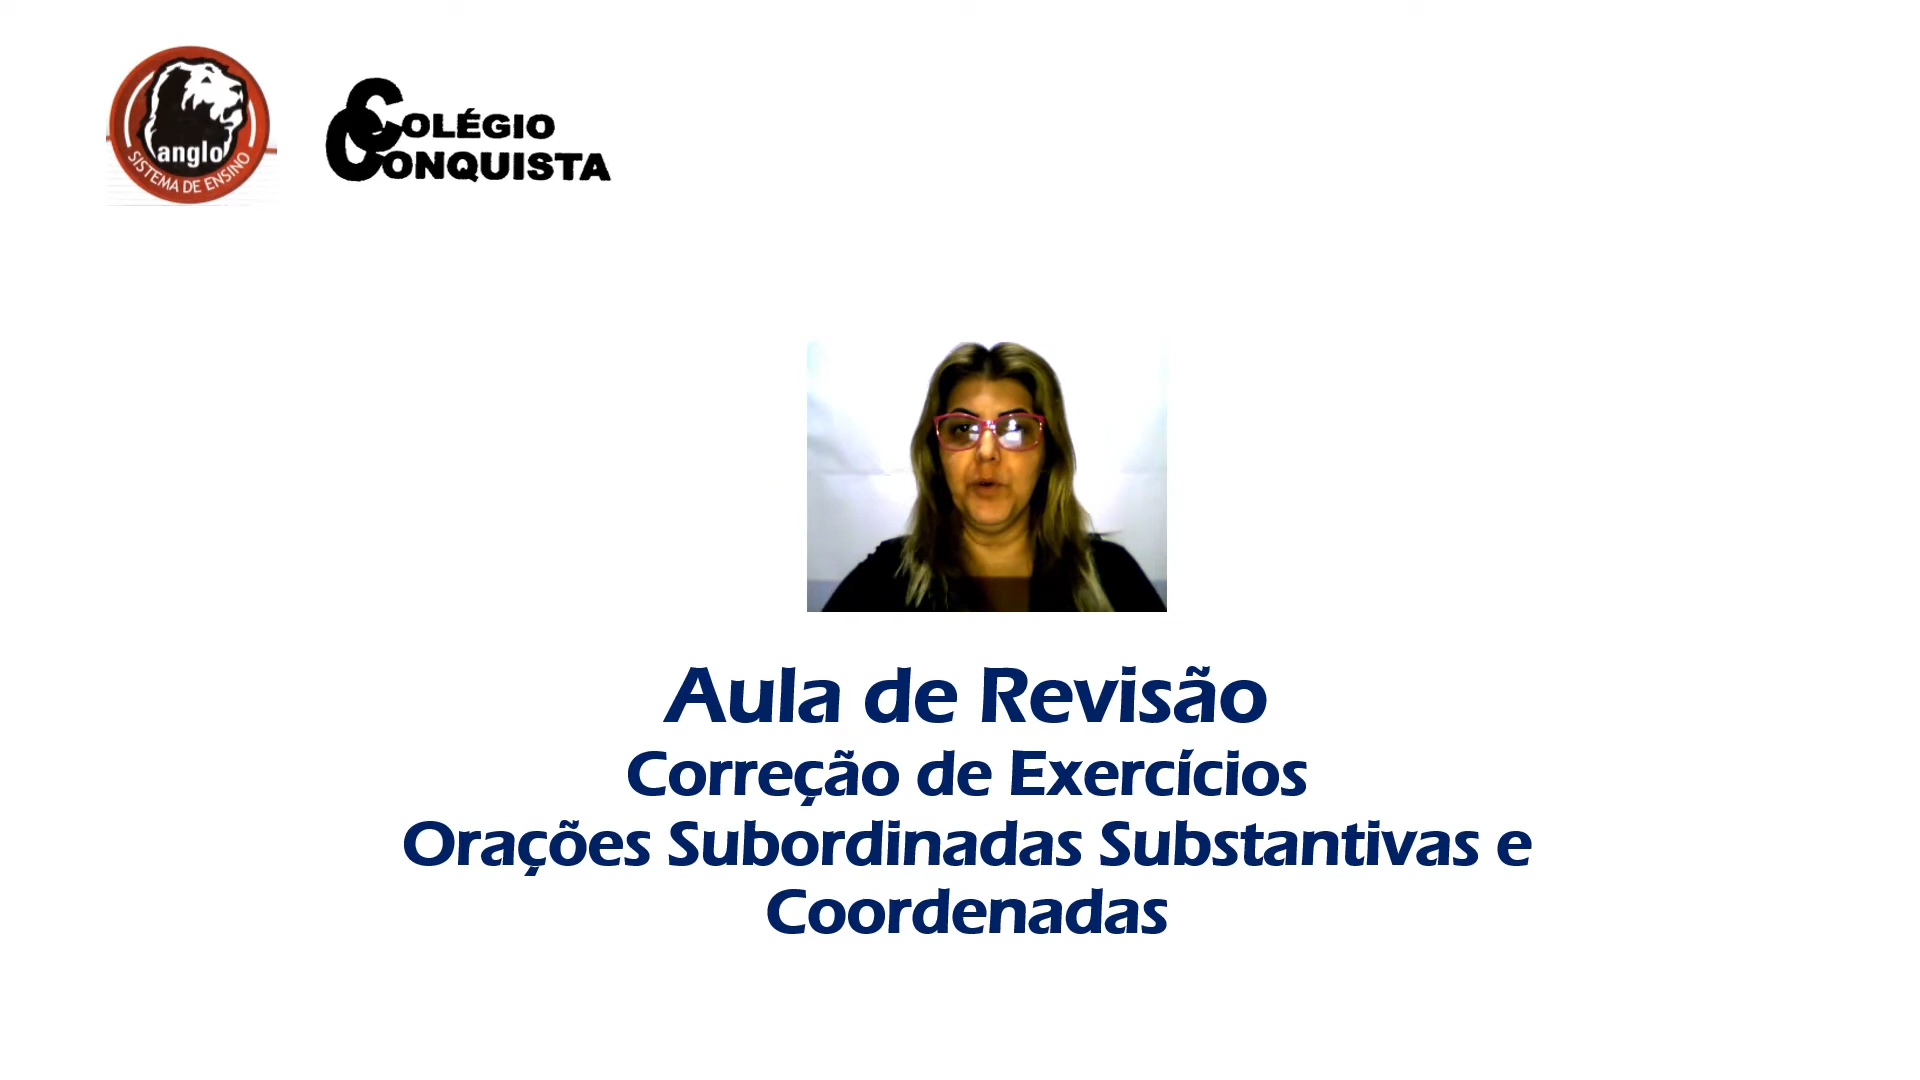 anglo
SISTEMA DE ENSINO
COLÉGIO
CONQUISTA
Aula de Revisão
Correção de Exercícios
Orações Subordinadas Substantivas e
Coordenadas